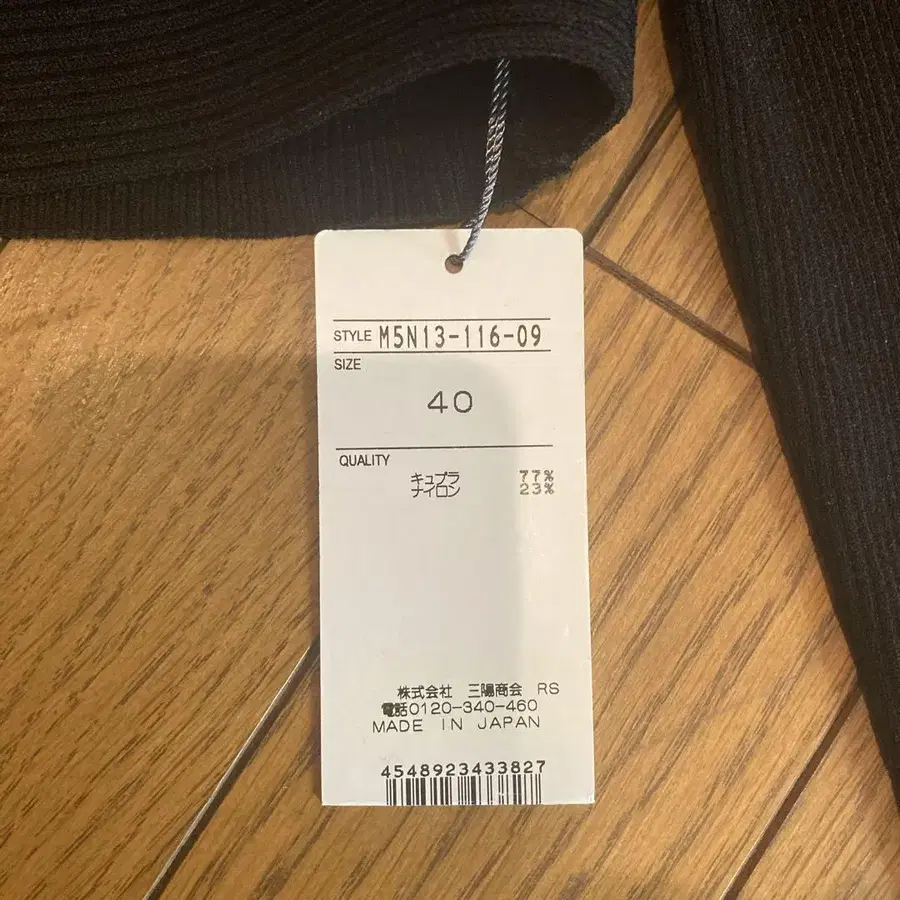 STYLE M5N13-116-09
SIZE
40
QUALITY
キュプラ 77%
ナイロン 23%
株式会社 三陽商会 RS
電話0120-340-460
MADE IN JAPAN
4548923433827